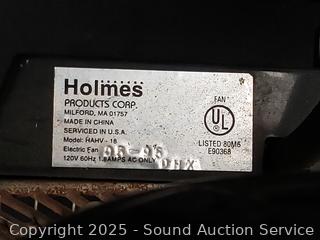 Holmes
PRODUCTS CORP.
MILFORD, MA 01757
MADE IN CHINA
SERVICED IN U.S.A.
Model: HAHV-18
Electric Fan
120V 60Hz 1.8AMPS AC ONLY
FAN
UL
LISTED 80M6
E90368
Copyright 2025 - Sound Auction Service